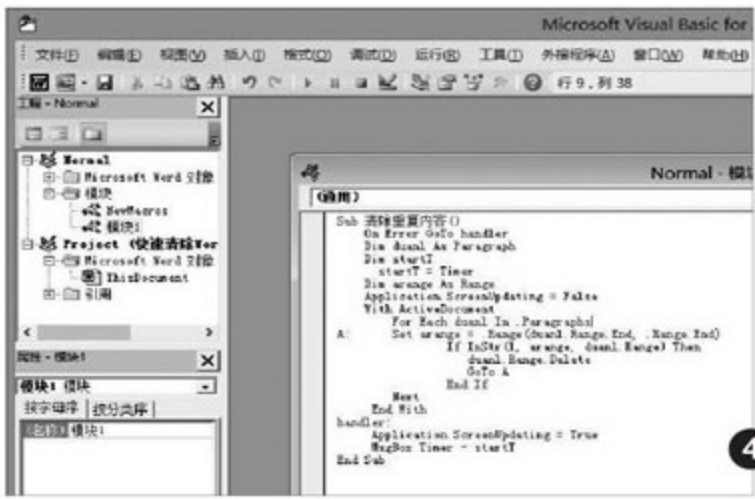 Microsoft Visual Basic for
文件(F) 编辑(E) 视图(V) 插入(I) 格式(O) 调试(D) 运行(R) 工具(T) 外接程序(A) 窗口(W) 帮助(H)
行 9，列 38
工程 - Normal
Normal
Microsoft Word 对象
模块
NewMacros
模块1
Project (快速清除Wor
Microsoft Word 对象
ThisDocument
引用
属性 - 模块1
模块1 模块
按字母序 按分类序
(名称) 模块1
Normal - 模块
(通用)
Sub 清除重复内容()
On Error GoTo handler
Dim duanl As Paragraph
Dim startT
startT = Timer
Dim arange As Range
Application.ScreenUpdating = False
With ActiveDocument
For Each duanl In .Paragraphs
A: Set arange = .Range(duanl.Range.End, .Range.End)
If InStr(1, arange, duanl.Range) Then
duanl.Range.Delete
GoTo A
End If
Next
End With
handler:
Application.ScreenUpdating = True
MsgBox Timer - startT
End Sub
4